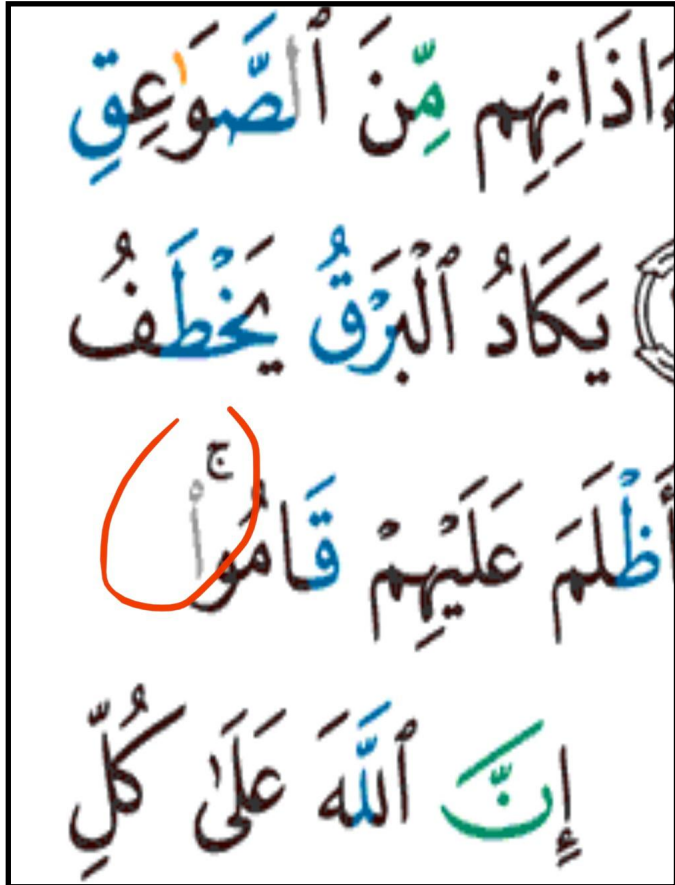 ءَاذَانِهِم مِّنَ ٱلصَّوَٰعِقِ
يَكَادُ ٱلْبَرْقُ يَخْطَفُ
أَظْلَمَ عَلَيْهِمْ قَامُوا۟ ۚ
إِنَّ ٱللَّهَ عَلَىٰ كُلِّ